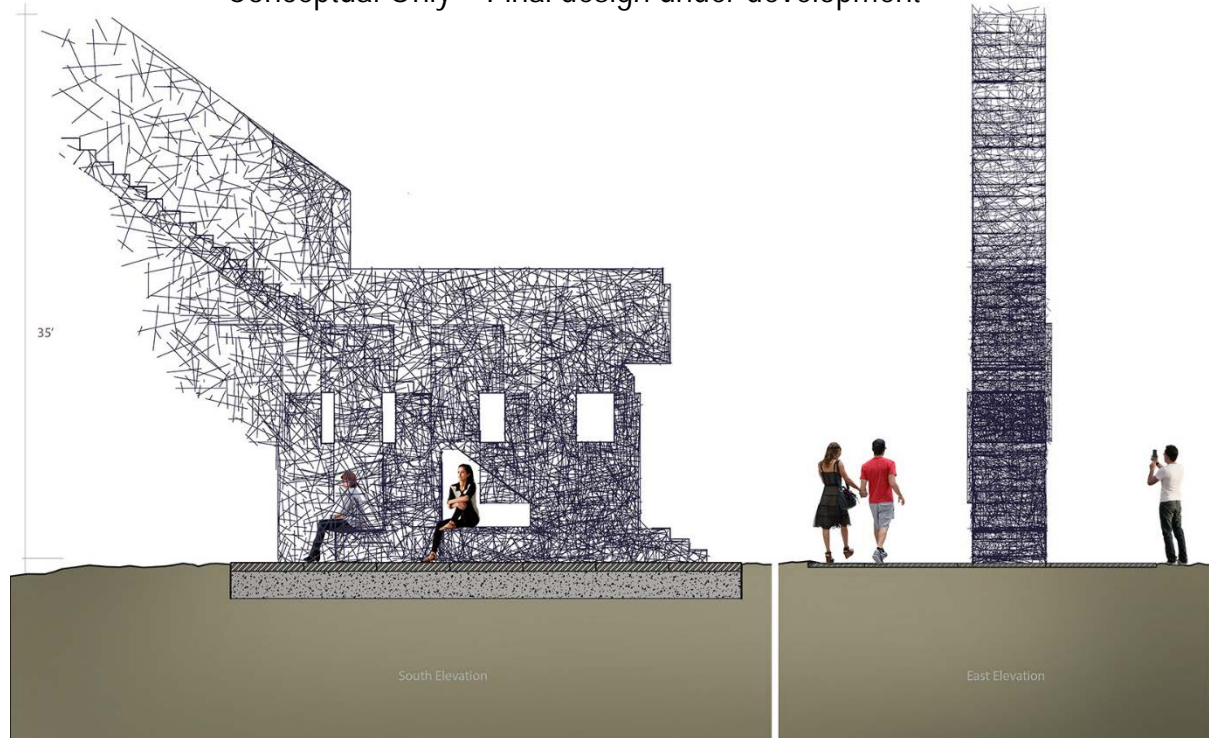 Conceptual Only – Final design under development
35'
South Elevation
East Elevation